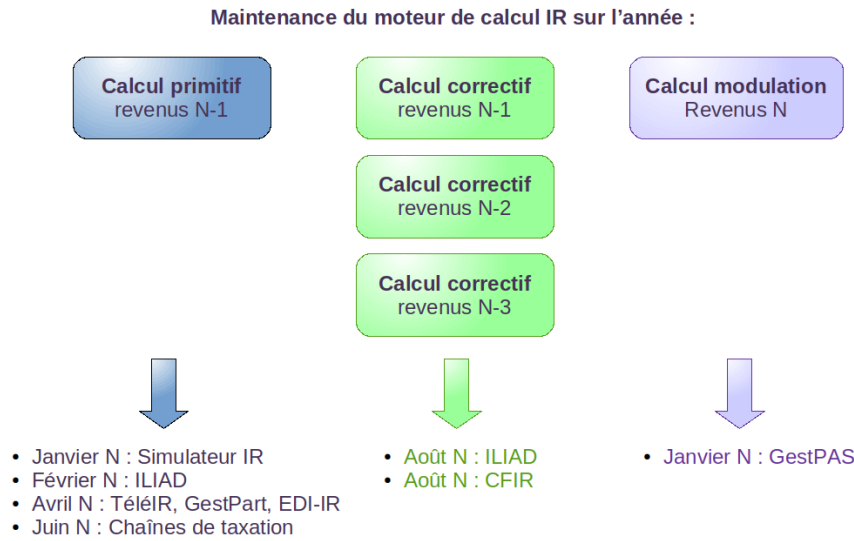 Maintenance du moteur de calcul IR sur l’année :
Calcul primitif
revenus N-1
Calcul correctif
revenus N-1
Calcul modulation
Revenus N
Calcul correctif
revenus N-2
Calcul correctif
revenus N-3
• Janvier N : Simulateur IR
• Février N : ILIAD
• Avril N : TéléIR, GestPart, EDI-IR
• Juin N : Chaînes de taxation
• Août N : ILIAD
• Août N : CFIR
• Janvier N : GestPAS